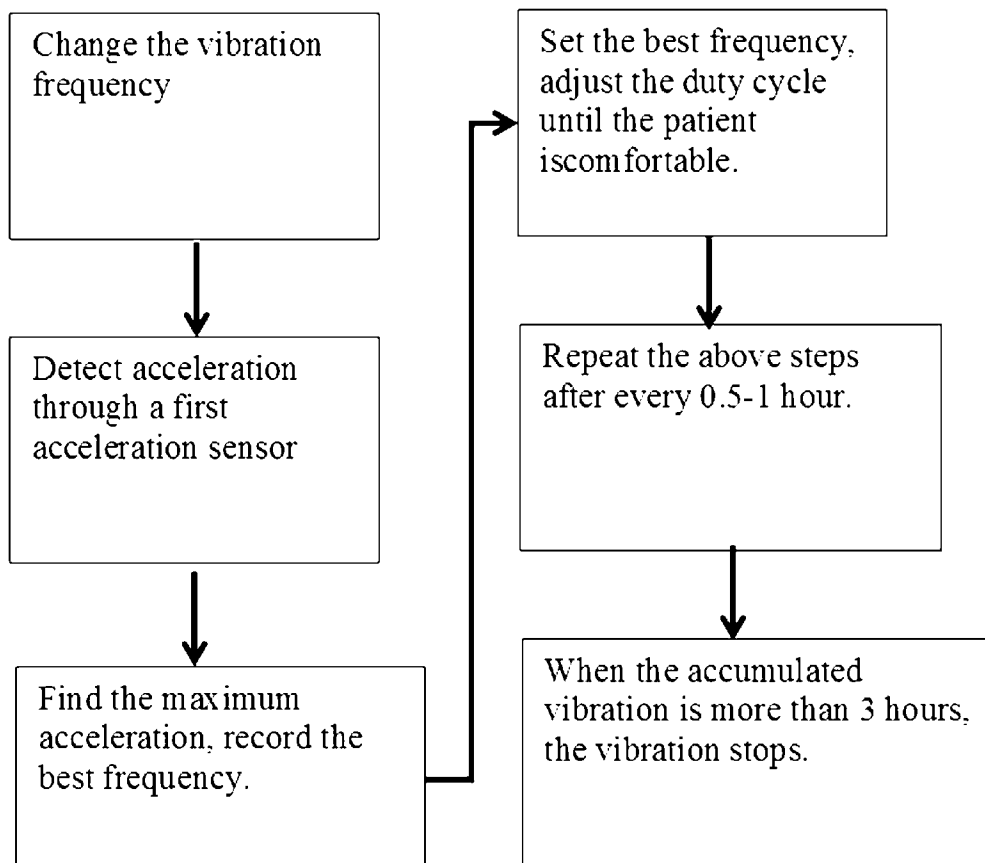 Change the vibration
frequency
Detect acceleration
through a first
acceleration sensor
Find the maximum
acceleration, record the
best frequency.
Set the best frequency,
adjust the duty cycle
until the patient
iscomfortable.
Repeat the above steps
after every 0.5-1 hour.
When the accumulated
vibration is more than 3 hours,
the vibration stops.